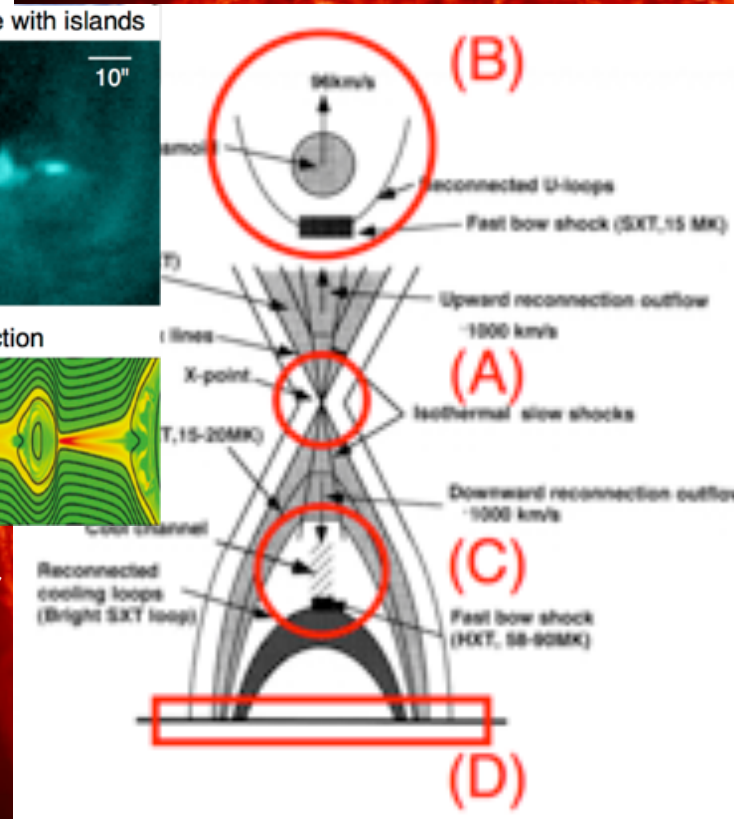 e with islands
10"
(B)
96km/s
smoid
Reconnected U-loops
Fast bow shock (SXT,15 MK)
T)
Upward reconnection outflow
~1000 km/s
ction
lines
X-point
(A)
Isothermal slow shocks
T,15-20MK)
Downward reconnection outflow
~1000 km/s
Cool channel
(C)
Reconnected
cooling loops
(Bright SXT loop)
Fast bow shock
(HXT, 58-90MK)
(D)